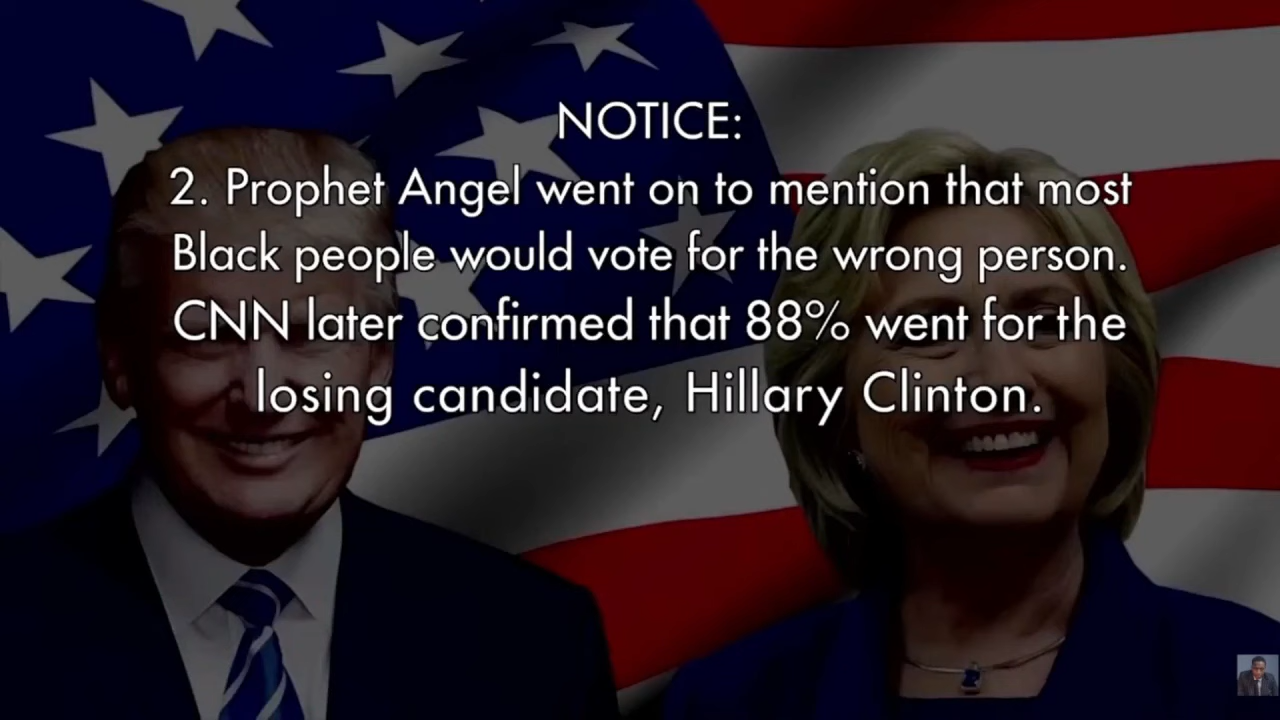 NOTICE:
2. Prophet Angel went on to mention that most
Black people would vote for the wrong person.
CNN later confirmed that 88% went for the
losing candidate, Hillary Clinton.